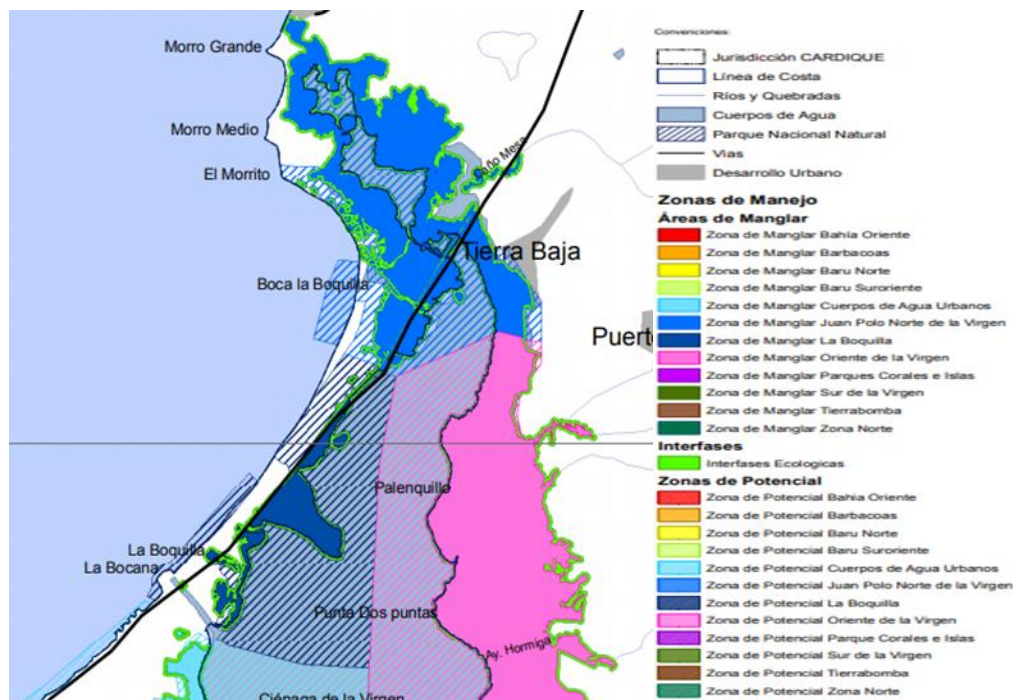 Morro Grande
Morro Medio
El Morrito
Caño Mesa
Tierra Baja
Boca la Boquilla
Puert
Palenquillo
La Boquilla
La Bocana
Punta Dos puntas
Ay. Hormiga
Ciénaga de la Virgen
Convenciones:
Jurisdicción CARDIQUE
Línea de Costa
Ríos y Quebradas
Cuerpos de Agua
Parque Nacional Natural
Vias
Desarrollo Urbano
Zonas de Manejo
Áreas de Manglar
Zona de Manglar Bahía Oriente
Zona de Manglar Barbacoas
Zona de Manglar Baru Norte
Zona de Manglar Baru Suroriente
Zona de Manglar Cuerpos de Agua Urbanos
Zona de Manglar Juan Polo Norte de la Virgen
Zona de Manglar La Boquilla
Zona de Manglar Oriente de la Virgen
Zona de Manglar Parques Corales e Islas
Zona de Manglar Sur de la Virgen
Zona de Manglar Tierrabomba
Zona de Manglar Zona Norte
Interfases
Interfases Ecologicas
Zonas de Potencial
Zona de Potencial Bahia Oriente
Zona de Potencial Barbacoas
Zona de Potencial Baru Norte
Zona de Potencial Baru Suroriente
Zona de Potencial Cuerpos de Agua Urbanos
Zona de Potencial Juan Polo Norte de la Virgen
Zona de Potencial La Boquilla
Zona de Potencial Oriente de la Virgen
Zona de Potencial Parque Corales e Islas
Zona de Potencial Sur de la Virgen
Zona de Potencial Tierrabomba
Zona de Potencial Zona Norte